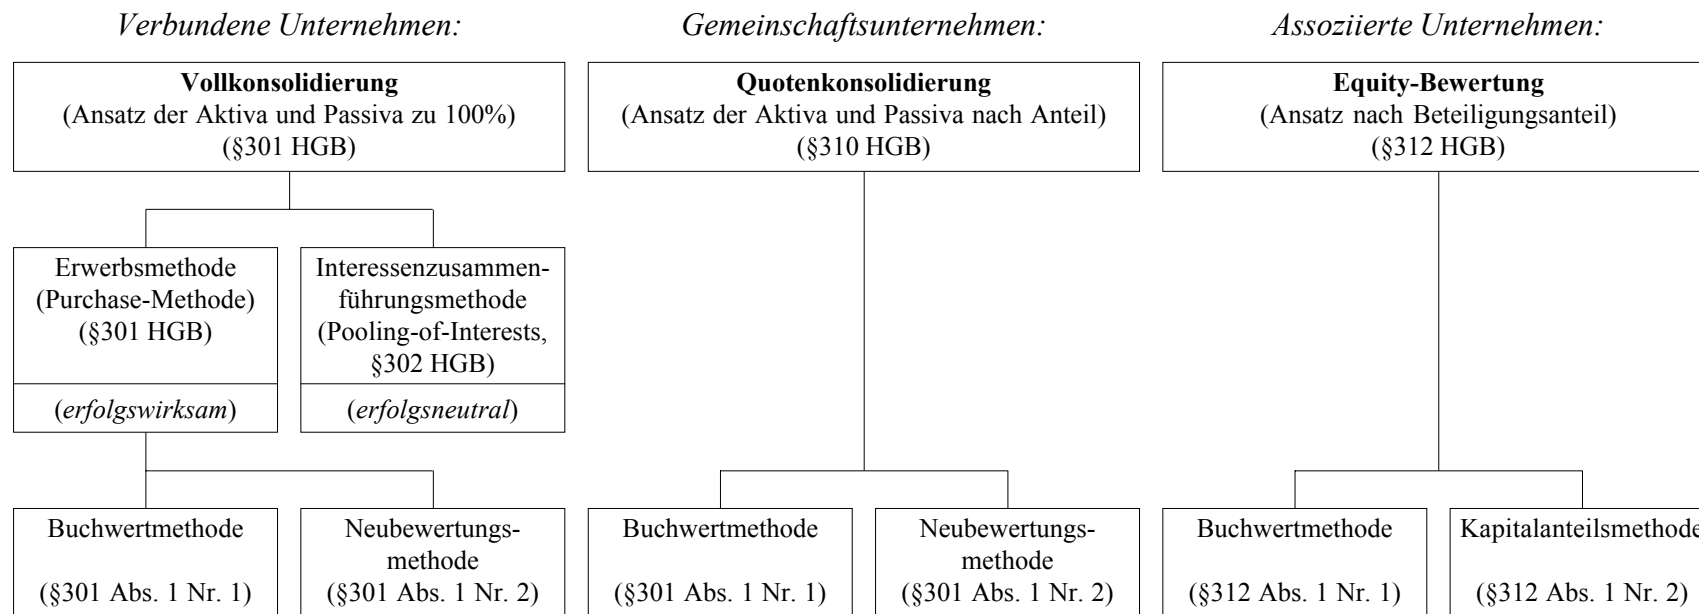 Verbundene Unternehmen:
Gemeinschaftsunternehmen:
Assoziierte Unternehmen:
Vollkonsolidierung
(Ansatz der Aktiva und Passiva zu 100%)
(§301 HGB)
Quotenkonsolidierung
(Ansatz der Aktiva und Passiva nach Anteil)
(§310 HGB)
Equity-Bewertung
(Ansatz nach Beteiligungsanteil)
(§312 HGB)
Erwerbsmethode
(Purchase-Methode)
(§301 HGB)
(erfolgswirksam)
Interessenzusammen-
führungsmethode
(Pooling-of-Interests,
§302 HGB)
(erfolgsneutral)
Buchwertmethode
(§301 Abs. 1 Nr. 1)
Neubewertungs-
methode
(§301 Abs. 1 Nr. 2)
Buchwertmethode
(§301 Abs. 1 Nr. 1)
Neubewertungs-
methode
(§301 Abs. 1 Nr. 2)
Buchwertmethode
(§312 Abs. 1 Nr. 1)
Kapitalanteilsmethode
(§312 Abs. 1 Nr. 2)